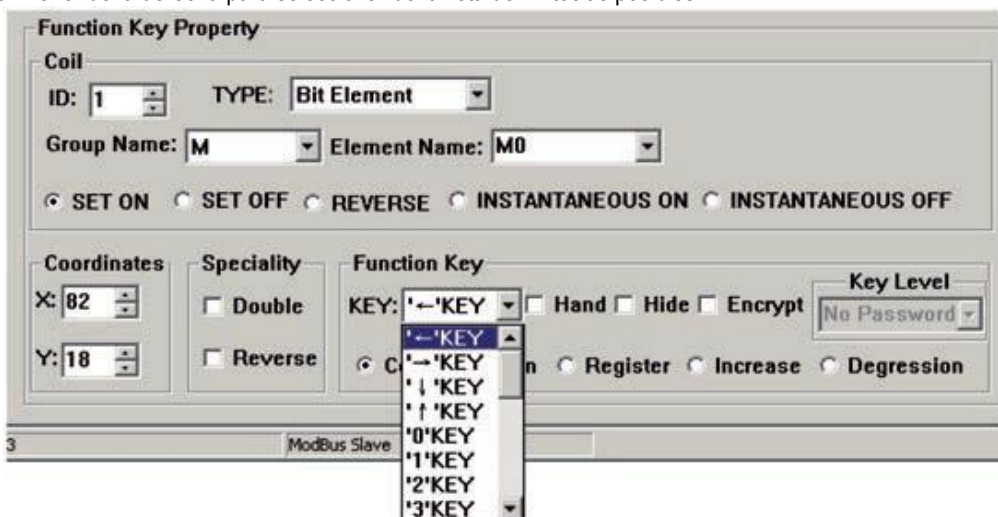 Function Key Property
Coil
ID: 1 TYPE: Bit Element
Group Name: M Element Name: M0
SET ON SET OFF REVERSE INSTANTANEOUS ON INSTANTANEOUS OFF
Coordinates Speciality Function Key Key Level
X: 82 Double KEY: '←'KEY Hand Hide Encrypt No Password
'←'KEY
Y: 18 Reverse '→'KEY Register Increase Degression
'↓'KEY
'↑'KEY
3 ModBus Slave '0'KEY
'1'KEY
'2'KEY
'3'KEY